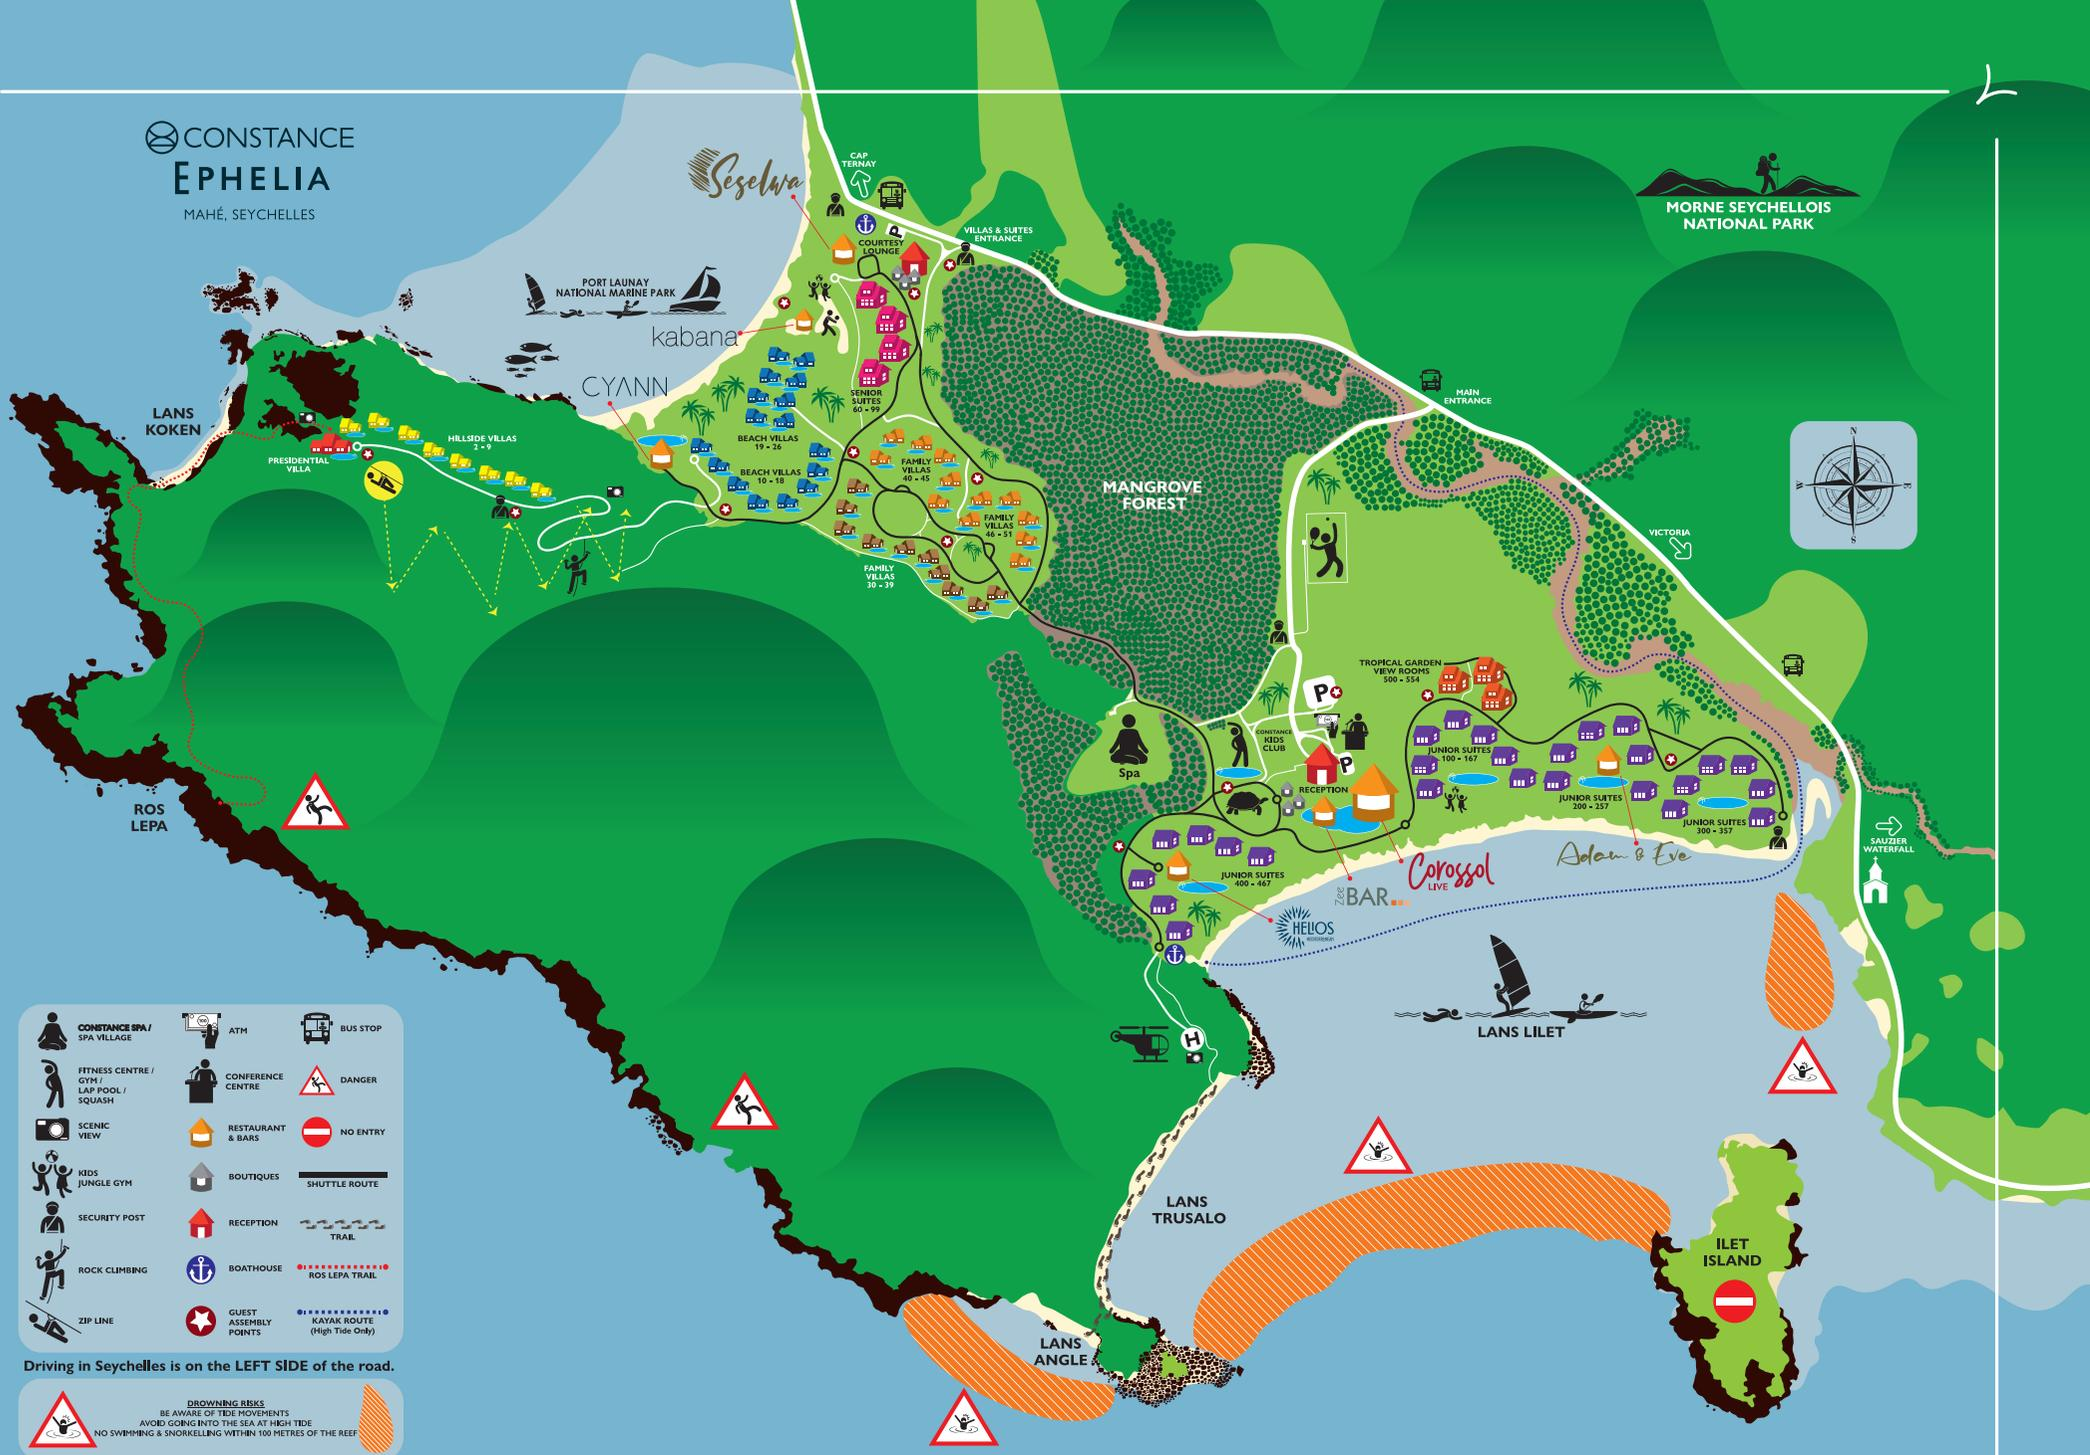 CONSTANCE
EPHELIA
MAHÉ, SEYCHELLES
Seselwa
CAP
TERNAY
COURTESY
LOUNGE
P
VILLAS & SUITES
ENTRANCE
MORNE SEYCHELLOIS
NATIONAL PARK
PORT LAUNAY
NATIONAL MARINE PARK
kabana
CYANN
LANS
KOKEN
PRESIDENTIAL
VILLA
HILLSIDE VILLAS
2 - 9
SENIOR
SUITES
60 - 99
BEACH VILLAS
19 - 26
BEACH VILLAS
10 - 18
FAMILY
VILLAS
40 - 45
FAMILY
VILLAS
46 - 51
FAMILY
VILLAS
30 - 39
MANGROVE
FOREST
MAIN
ENTRANCE
N
W
E
S
VICTORIA
TROPICAL GARDEN
VIEW ROOMS
500 - 554
P
CONSTANCE
KIDS
CLUB
P
Spa
RECEPTION
JUNIOR SUITES
100 - 167
JUNIOR SUITES
200 - 257
JUNIOR SUITES
300 - 357
JUNIOR SUITES
400 - 467
Adam & Eve
Corossol
LIVE
Zee
BAR
HELIOS
SAUZIER
WATERFALL
ROS
LEPA
H
LANS LILET
LANS
TRUSALO
LANS
ANGLE
ILET
ISLAND
CONSTANCE SPA /
SPA VILLAGE
FITNESS CENTRE /
GYM /
LAP POOL /
SQUASH
SCENIC
VIEW
KIDS
JUNGLE GYM
SECURITY POST
ROCK CLIMBING
ZIP LINE
100
ATM
CONFERENCE
CENTRE
RESTAURANT
& BARS
BOUTIQUES
RECEPTION
BOATHOUSE
GUEST
ASSEMBLY
POINTS
BUS STOP
DANGER
NO ENTRY
SHUTTLE ROUTE
TRAIL
ROS LEPA TRAIL
KAYAK ROUTE
(High Tide Only)
Driving in Seychelles is on the LEFT SIDE of the road.
DROWNING RISKS
BE AWARE OF TIDE MOVEMENTS
AVOID GOING INTO THE SEA AT HIGH TIDE
NO SWIMMING & SNORKELLING WITHIN 100 METRES OF THE REEF